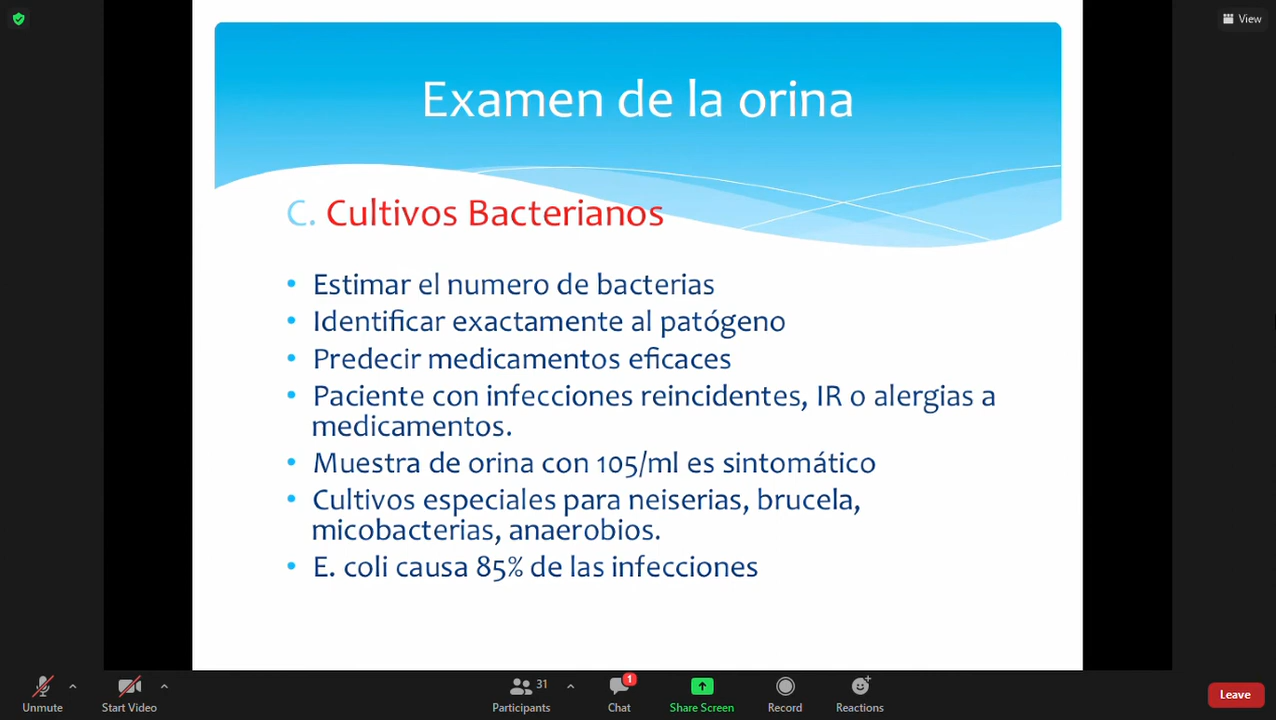 View
Examen de la orina
C. Cultivos Bacterianos
• Estimar el numero de bacterias
• Identificar exactamente al patógeno
• Predecir medicamentos eficaces
• Paciente con infecciones reincidentes, IR o alergias a
medicamentos.
• Muestra de orina con 105/ml es sintomático
• Cultivos especiales para neiserias, brucela,
micobacterias, anaerobios.
• E. coli causa 85% de las infecciones
31
1
Unmute
Start Video
Participants
Chat
Share Screen
Record
Reactions
Leave